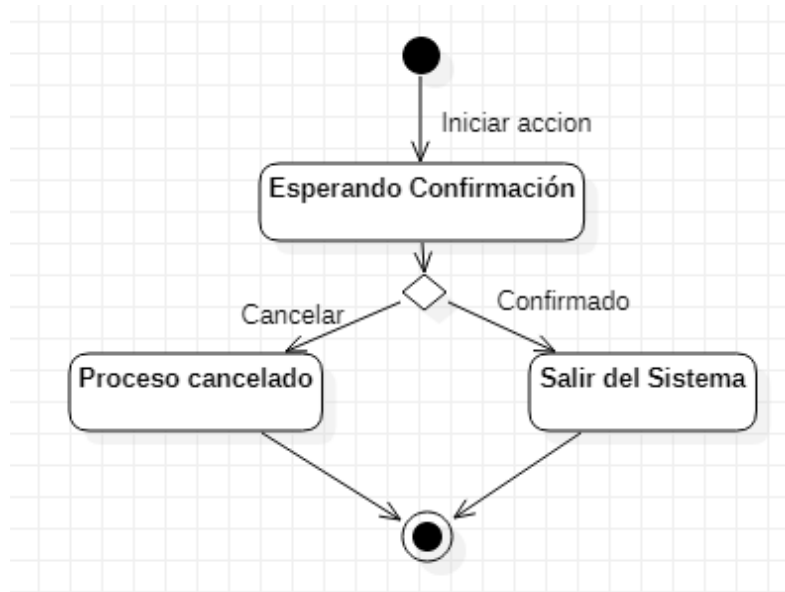 Iniciar accion
Esperando Confirmación
Cancelar
Confirmado
Proceso cancelado
Salir del Sistema